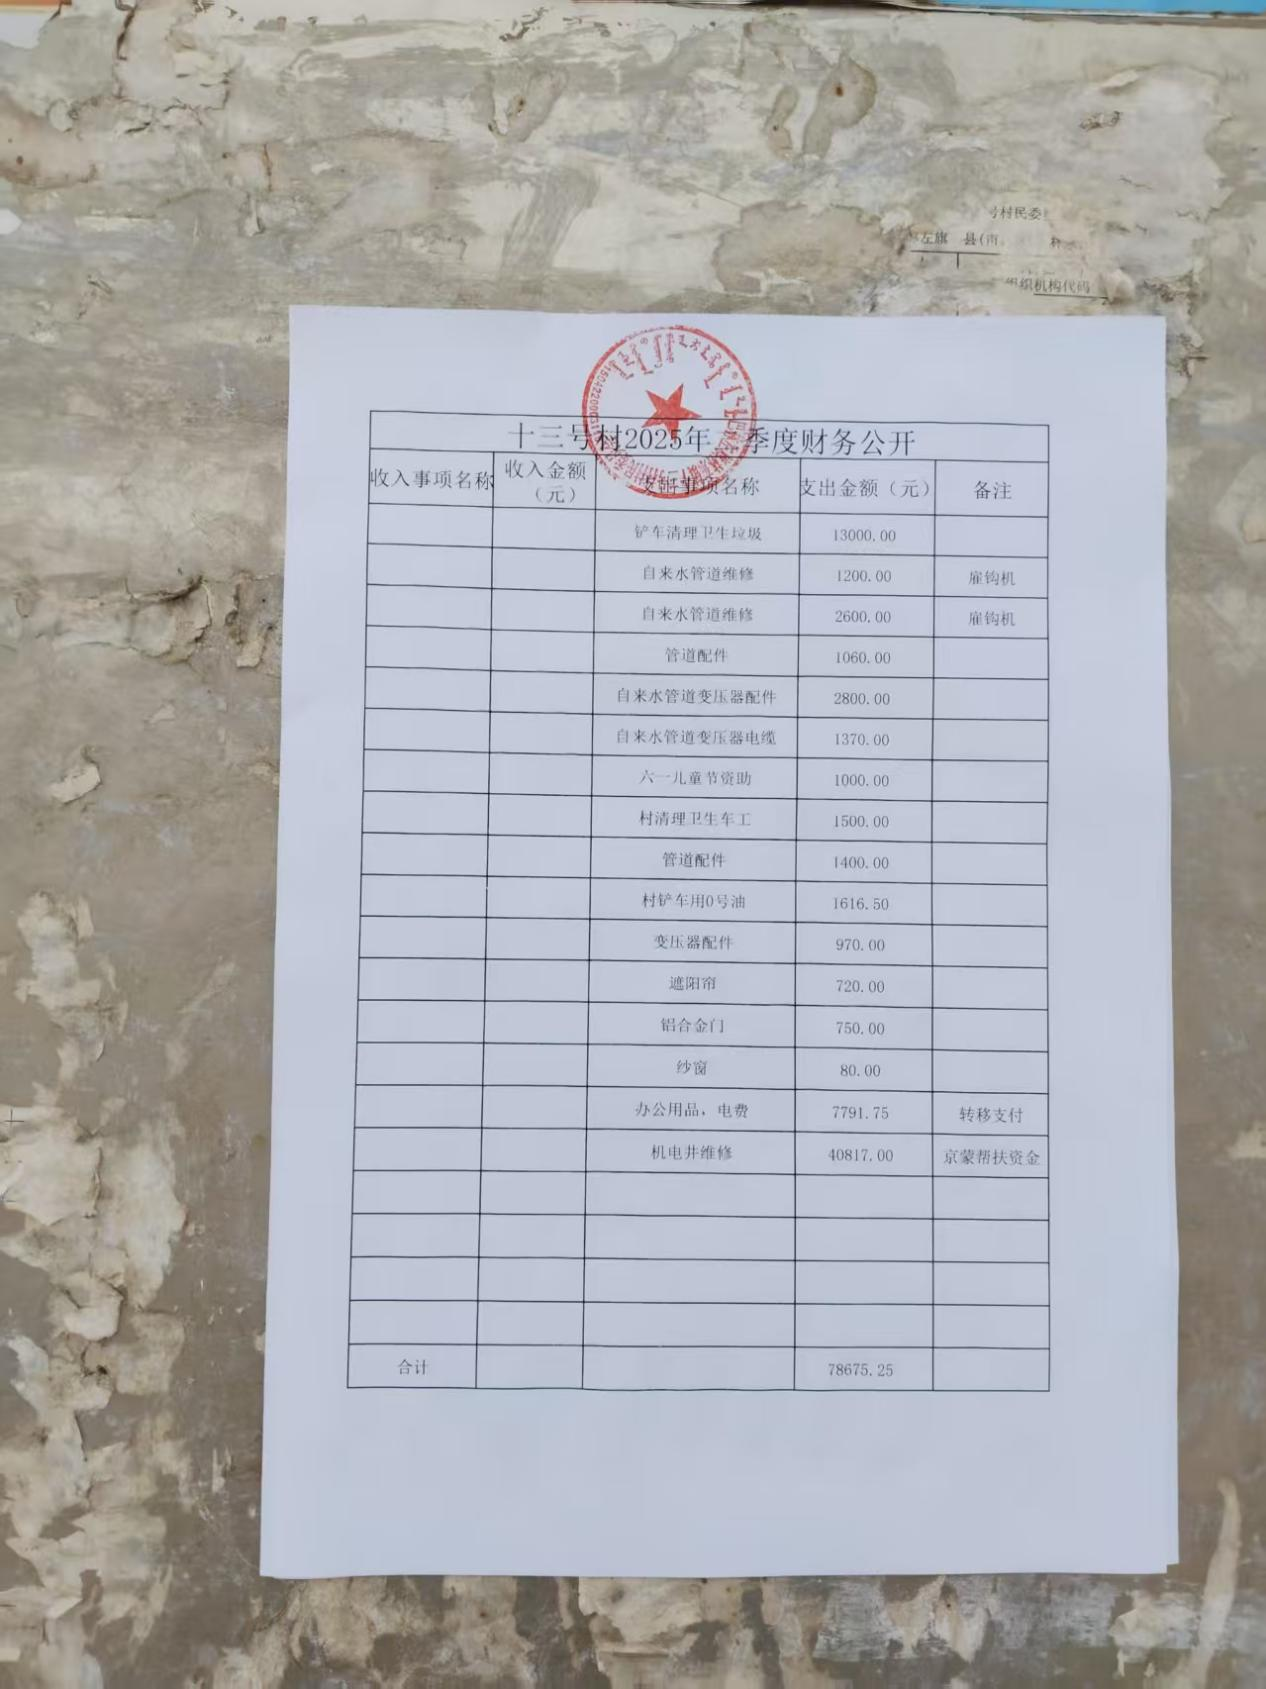 号村民委
左旗 县(市
组织机构代码
十三号村2025年 季度财务公开
收入事项名称 收入金额（元） 支出事项名称 支出金额（元） 备注
铲车清理卫生垃圾 13000.00
自来水管道维修 1200.00 雇钩机
自来水管道维修 2600.00 雇钩机
管道配件 1060.00
自来水管道变压器配件 2800.00
自来水管道变压器电缆 1370.00
六一儿童节资助 1000.00
村清理卫生车工 1500.00
管道配件 1400.00
村铲车用0号油 1616.50
变压器配件 970.00
遮阳帘 720.00
铝合金门 750.00
纱窗 80.00
办公用品，电费 7791.75 转移支付
机电井维修 40817.00 京蒙帮扶资金
合计 78675.25